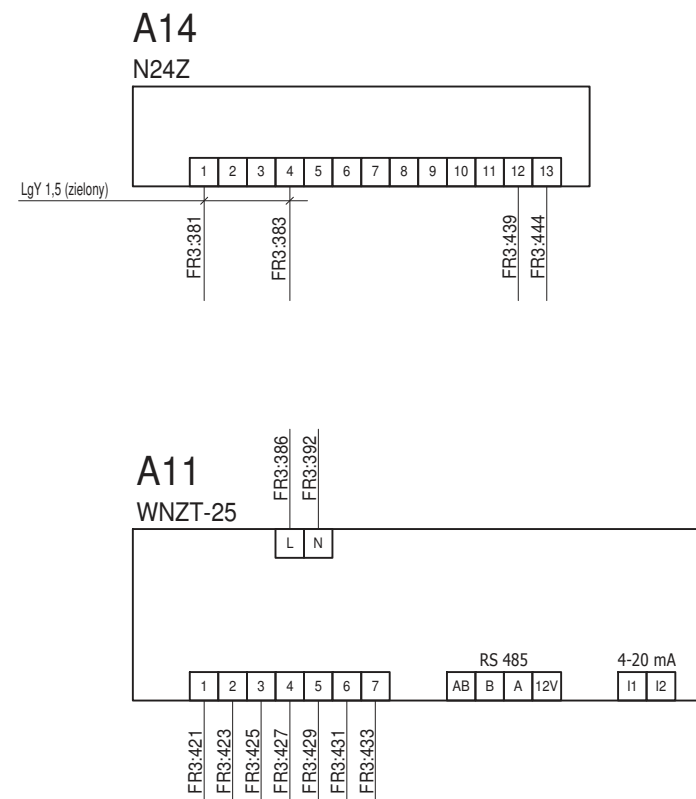 A14
N24Z
1 2 3 4 5 6 7 8 9 10 11 12 13
LgY 1,5 (zielony)
FR3:381 FR3:383 FR3:439 FR3:444
FR3:386 FR3:392
A11
WNZT-25
L N
RS 485 4-20 mA
1 2 3 4 5 6 7 AB B A 12V I1 I2
FR3:421 FR3:423 FR3:425 FR3:427 FR3:429 FR3:431 FR3:433